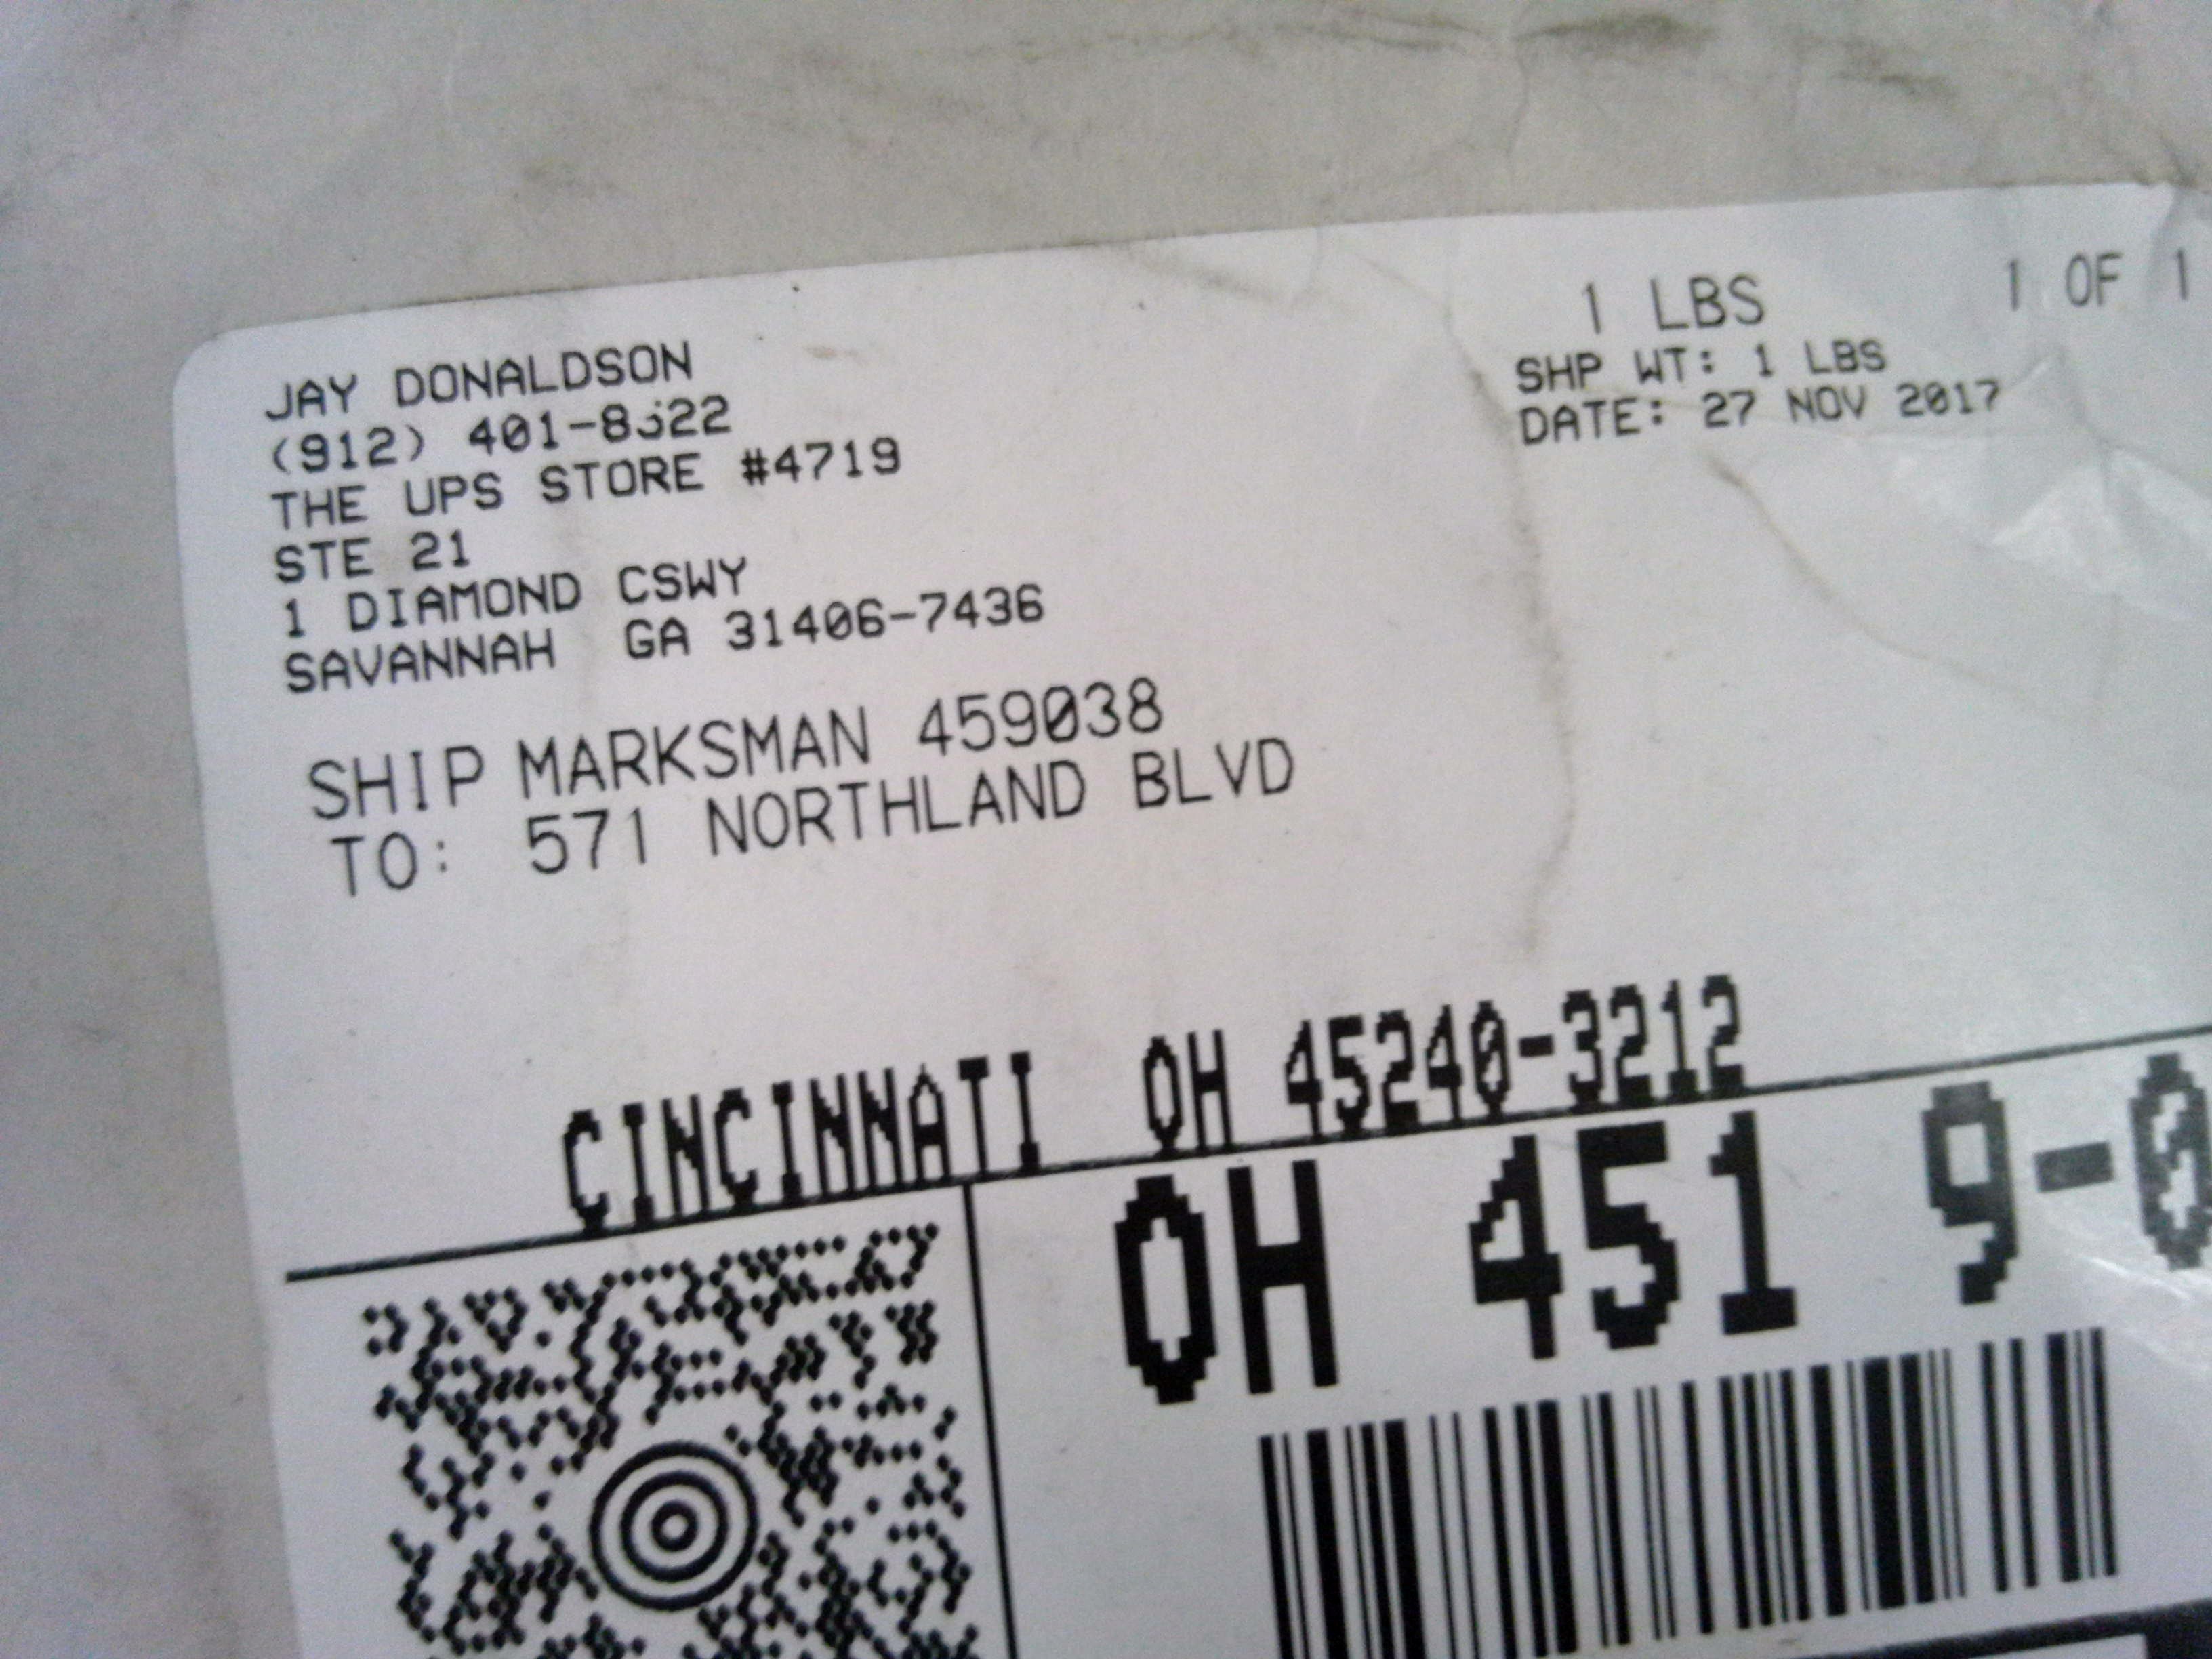 JAY DONALDSON
(912)
THE UPS STORE #4719
STE 21
1 DIAMOND CSWY
SAVANNAH GA 31406-7436
1 LBS 1 OF 1
SHP WT: 1 LBS
DATE: 27 NOV 2017
SHIP MARKSMAN 459038
TO: 571 NORTHLAND BLVD
CINCINNATI OH 45240-3212
OH 451 9-0